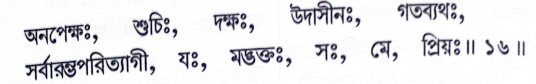 অনপেক্ষঃ, শুচিঃ, দক্ষঃ, উদাসীনঃ, গতব্যথঃ,
সর্বারম্ভপরিত্যাগী, যঃ, মদ্ভক্তঃ, সঃ, মে, প্রিয়ঃ॥ ১৬॥